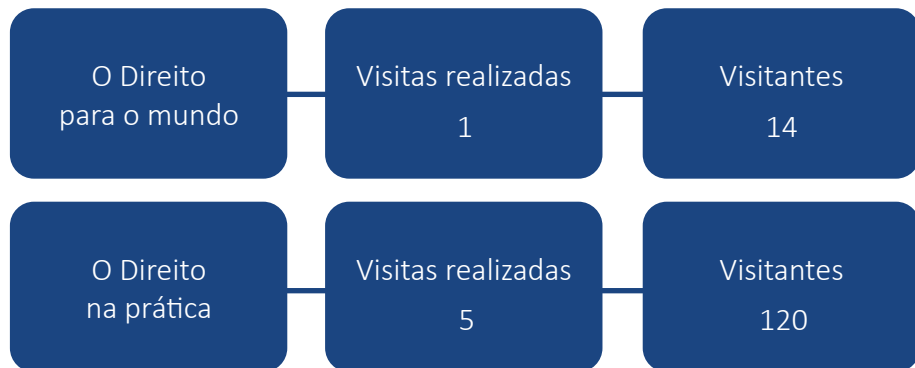 O Direito
para o mundo
Visitas realizadas
1
Visitantes
14
O Direito
na prática
Visitas realizadas
5
Visitantes
120